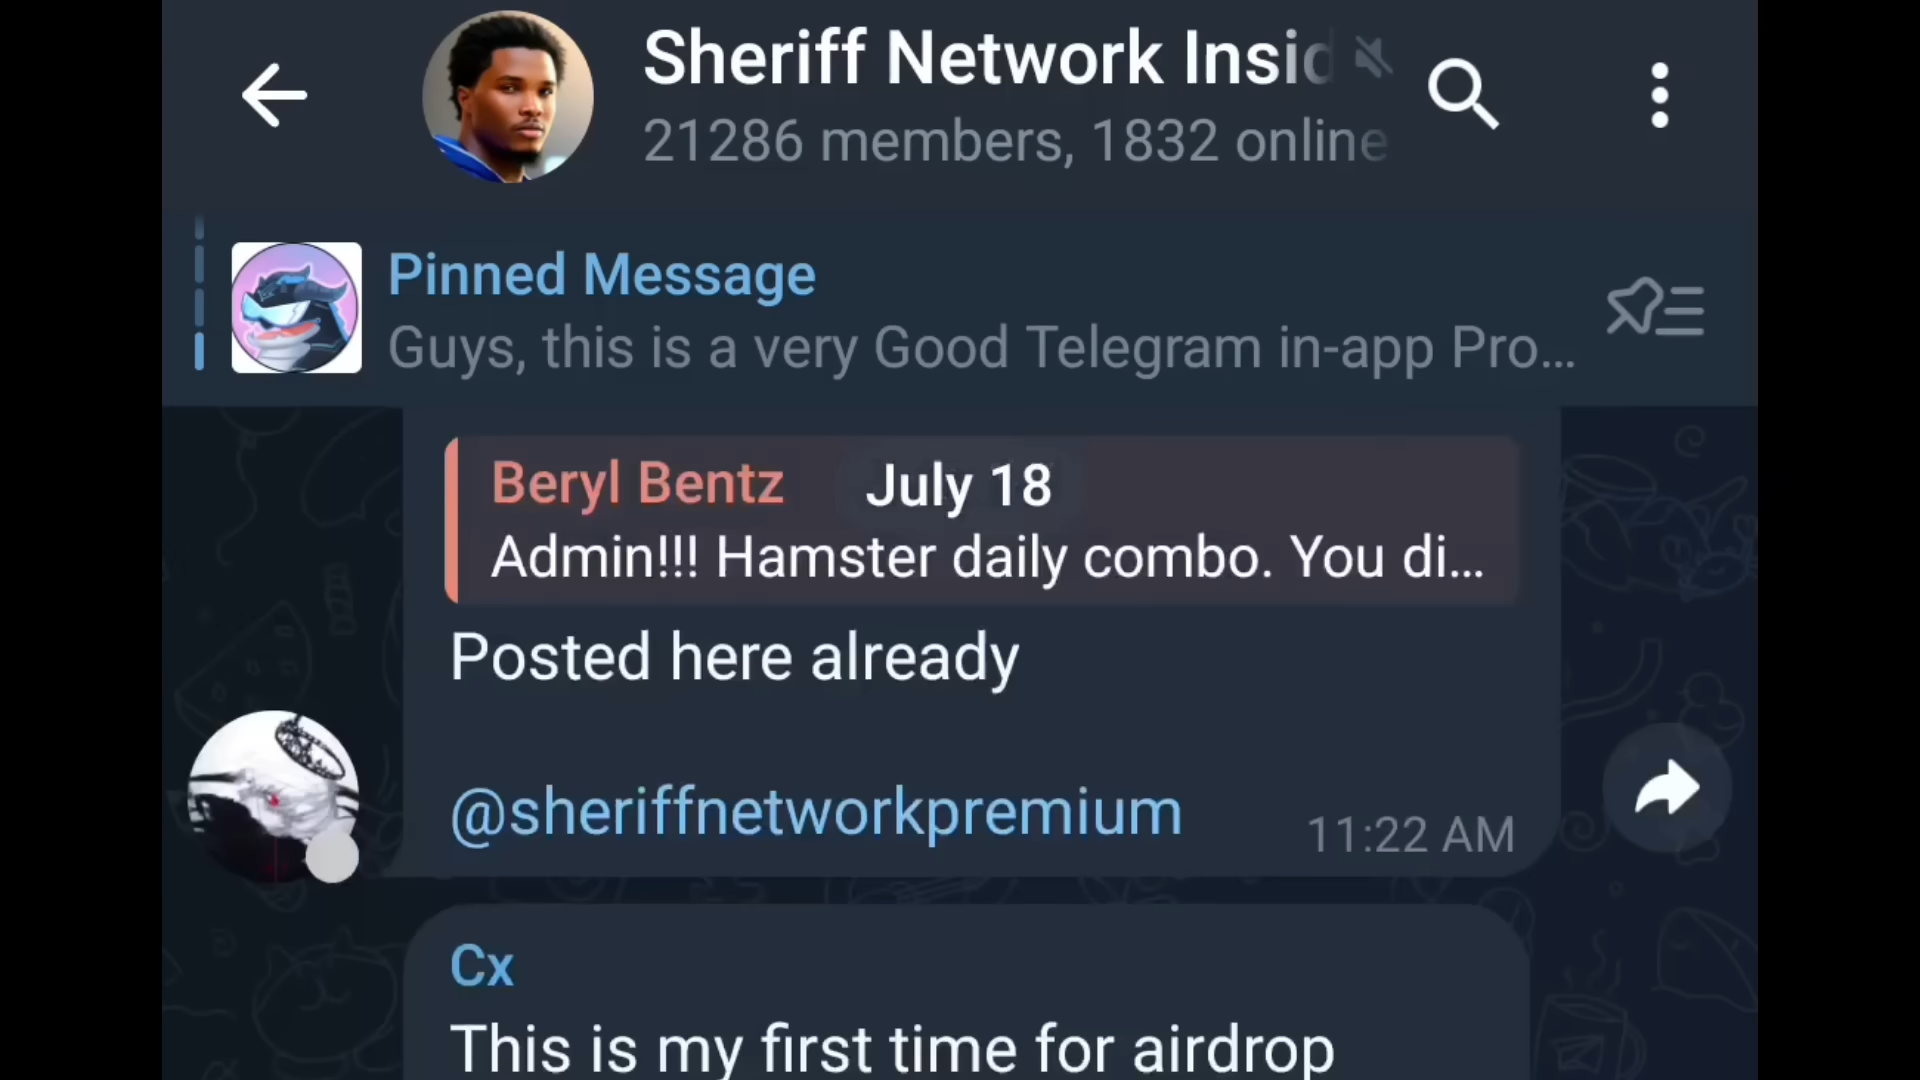 Sheriff Network Insid
21286 members, 1832 online
Pinned Message
Guys, this is a very Good Telegram in-app Pro...
Beryl Bentz
July 18
Admin!!! Hamster daily combo. You di...
Posted here already
@sheriffnetworkpremium
11:22 AM
Cx
This is my first time for airdrop